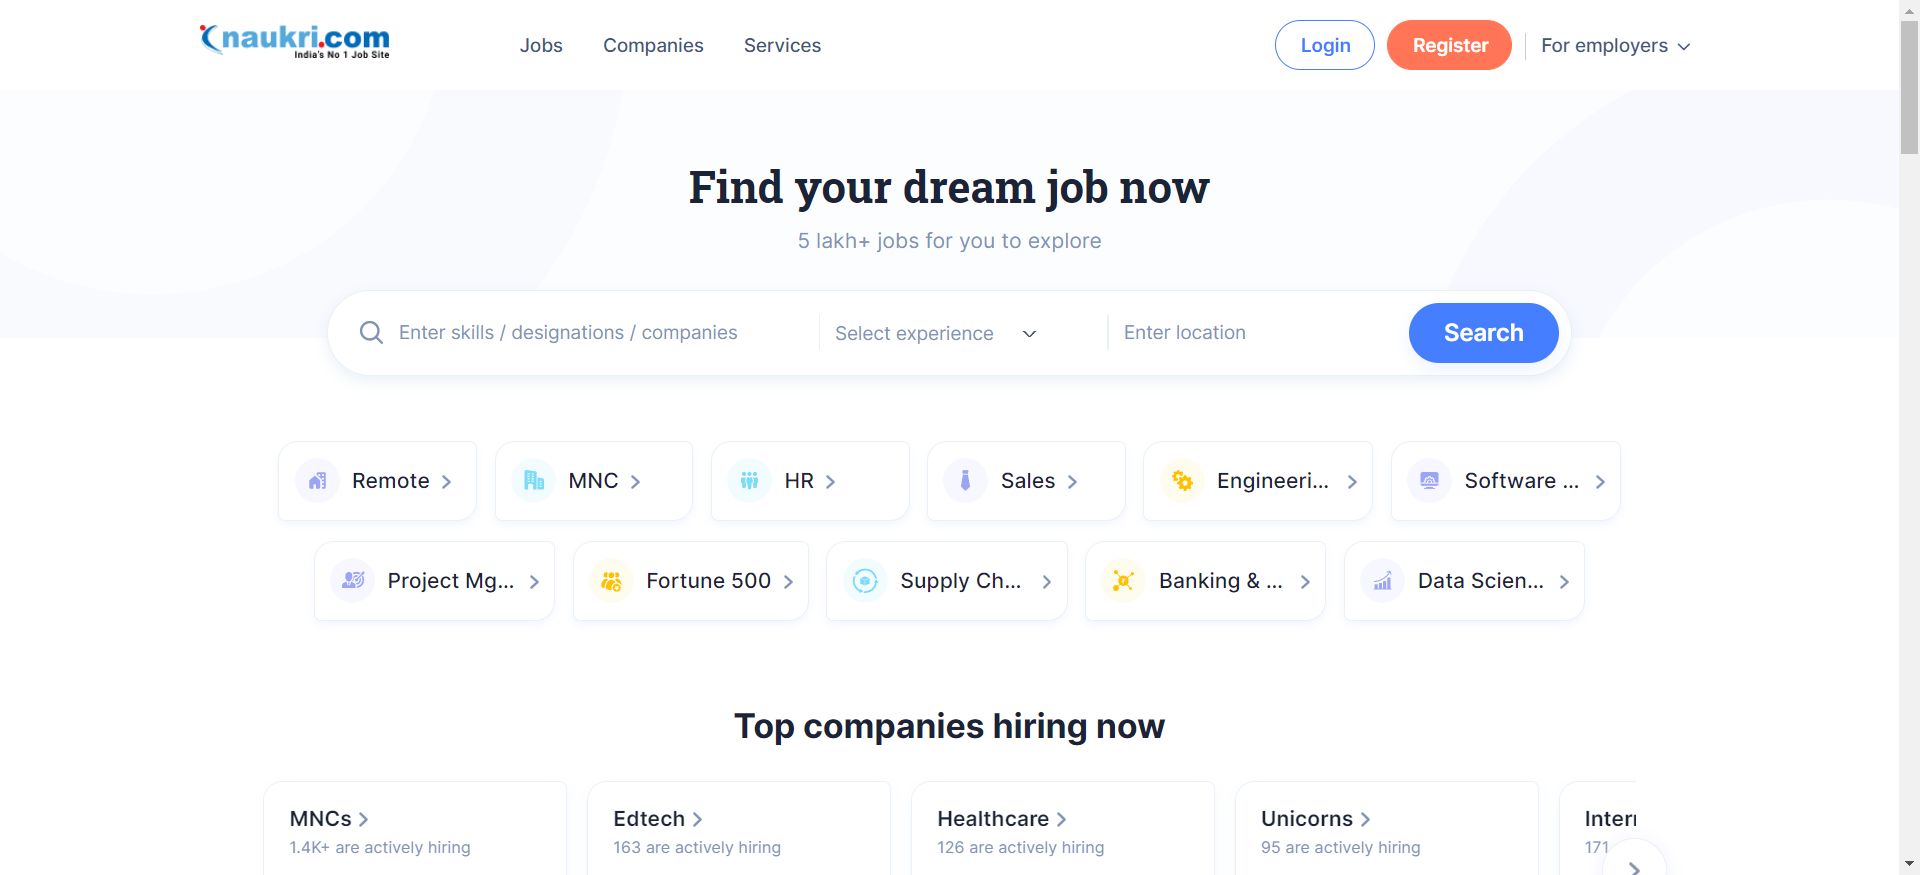 naukri.com
India's No 1 Job Site
Jobs Companies Services
Login Register For employers
Find your dream job now
5 lakh+ jobs for you to explore
Enter skills / designations / companies Select experience Enter location Search
Remote MNC HR Sales Engineeri... Software ...
Project Mg... Fortune 500 Supply Ch... Banking & ... Data Scien...
Top companies hiring now
MNCs Edtech Healthcare Unicorns Inter
1.4K+ are actively hiring 163 are actively hiring 126 are actively hiring 95 are actively hiring 171